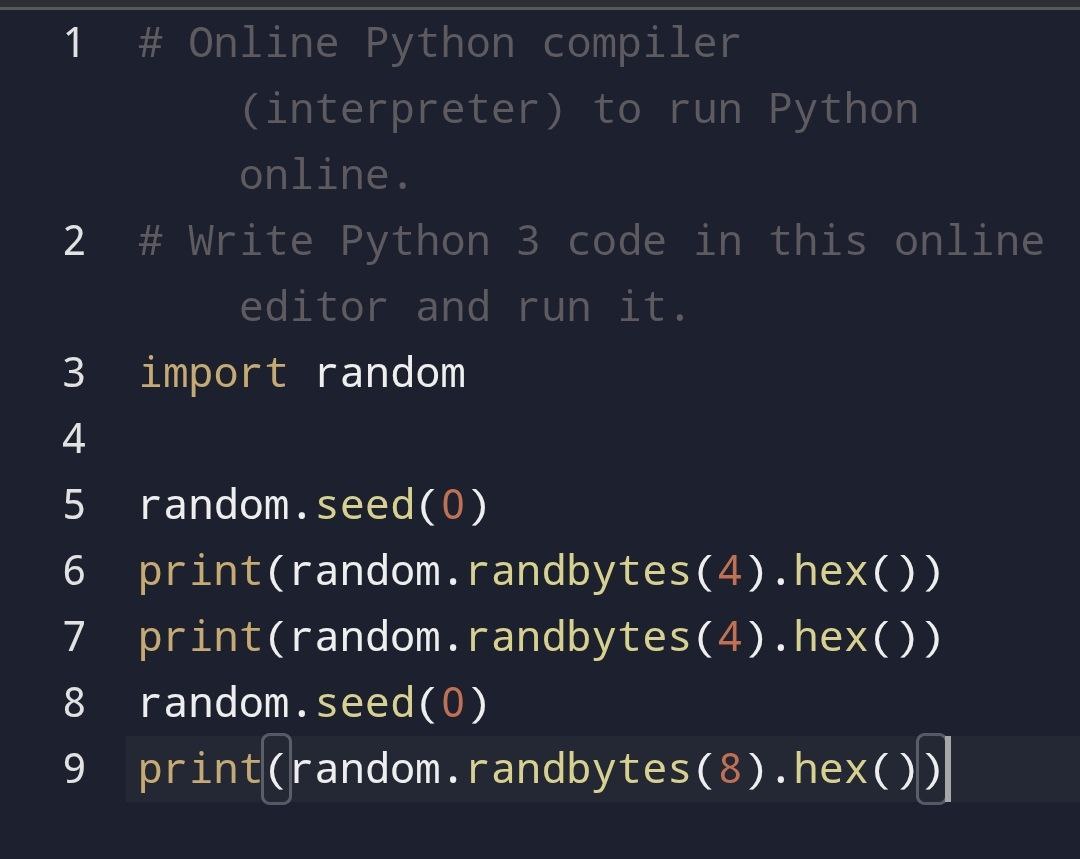 1 # Online Python compiler
(interpreter) to run Python
online.
2 # Write Python 3 code in this online
editor and run it.
3 import random
4
5 random.seed(0)
6 print(random.randbytes(4).hex())
7 print(random.randbytes(4).hex())
8 random.seed(0)
9 print(random.randbytes(8).hex())